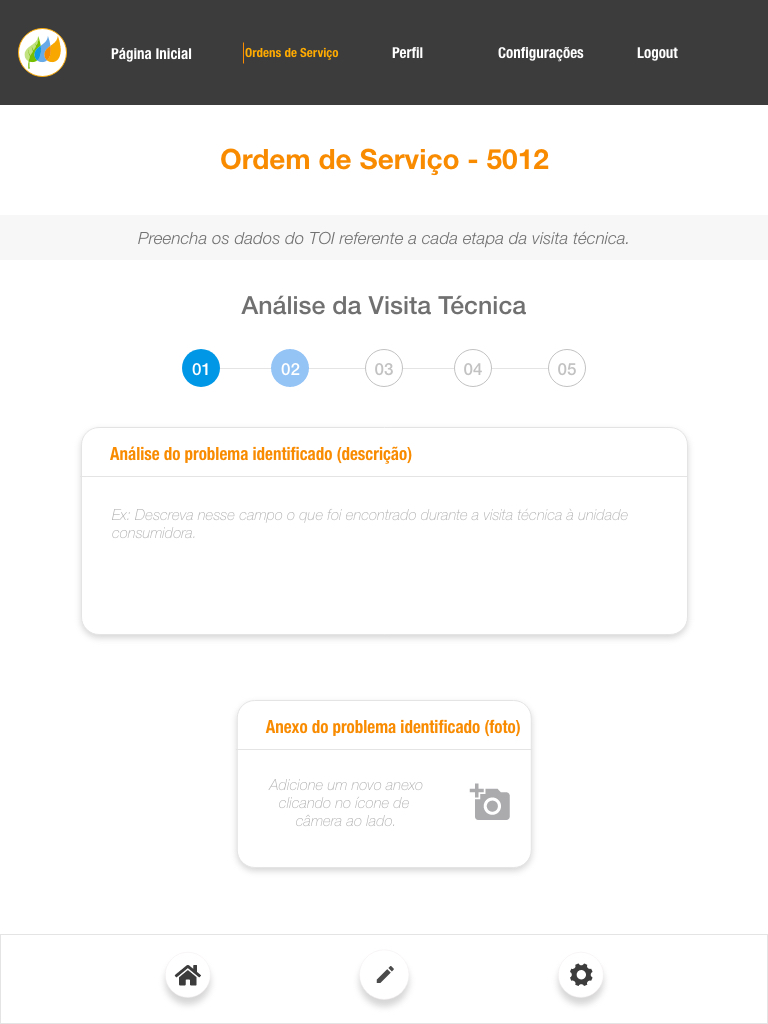 Página Inicial
Ordens de Serviço
Perfil
Configurações
Logout
Ordem de Serviço - 5012
Preencha os dados do TOI referente a cada etapa da visita técnica.
Análise da Visita Técnica
01
02
03
04
05
Análise do problema identificado (descrição)
Ex: Descreva nesse campo o que foi encontrado durante a visita técnica à unidade
consumidora.
Anexo do problema identificado (foto)
Adicione um novo anexo
clicando no ícone de
câmera ao lado.